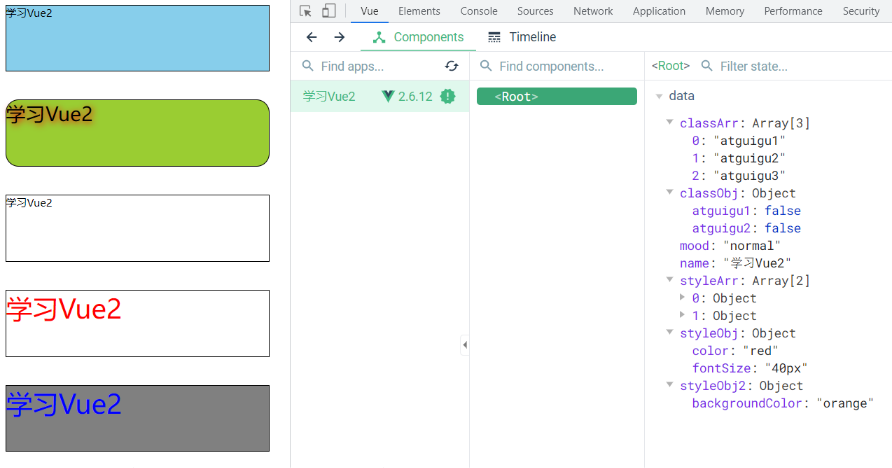 学习Vue2
学习Vue2
学习Vue2
学习Vue2
学习Vue2
Vue Elements Console Sources Network Application Memory Performance Security
Components Timeline
Find apps...
Find components...
<Root> Filter state...
学习Vue2 2.6.12
<Root>
data
classArr: Array[3]
0: "atguigu1"
1: "atguigu2"
2: "atguigu3"
classObj: Object
atguigu1: false
atguigu2: false
mood: "normal"
name: "学习Vue2"
styleArr: Array[2]
0: Object
1: Object
styleObj: Object
color: "red"
fontSize: "40px"
styleObj2: Object
backgroundColor: "orange"